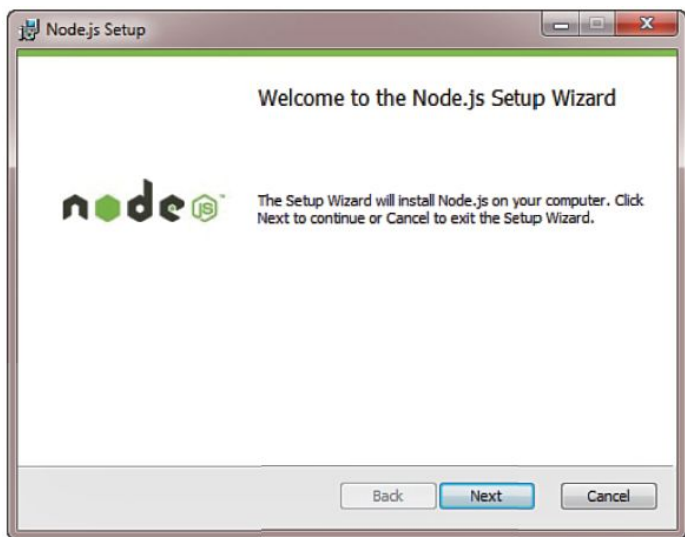 Node.js Setup
Welcome to the Node.js Setup Wizard
node JS™
The Setup Wizard will install Node.js on your computer. Click
Next to continue or Cancel to exit the Setup Wizard.
Back Next Cancel